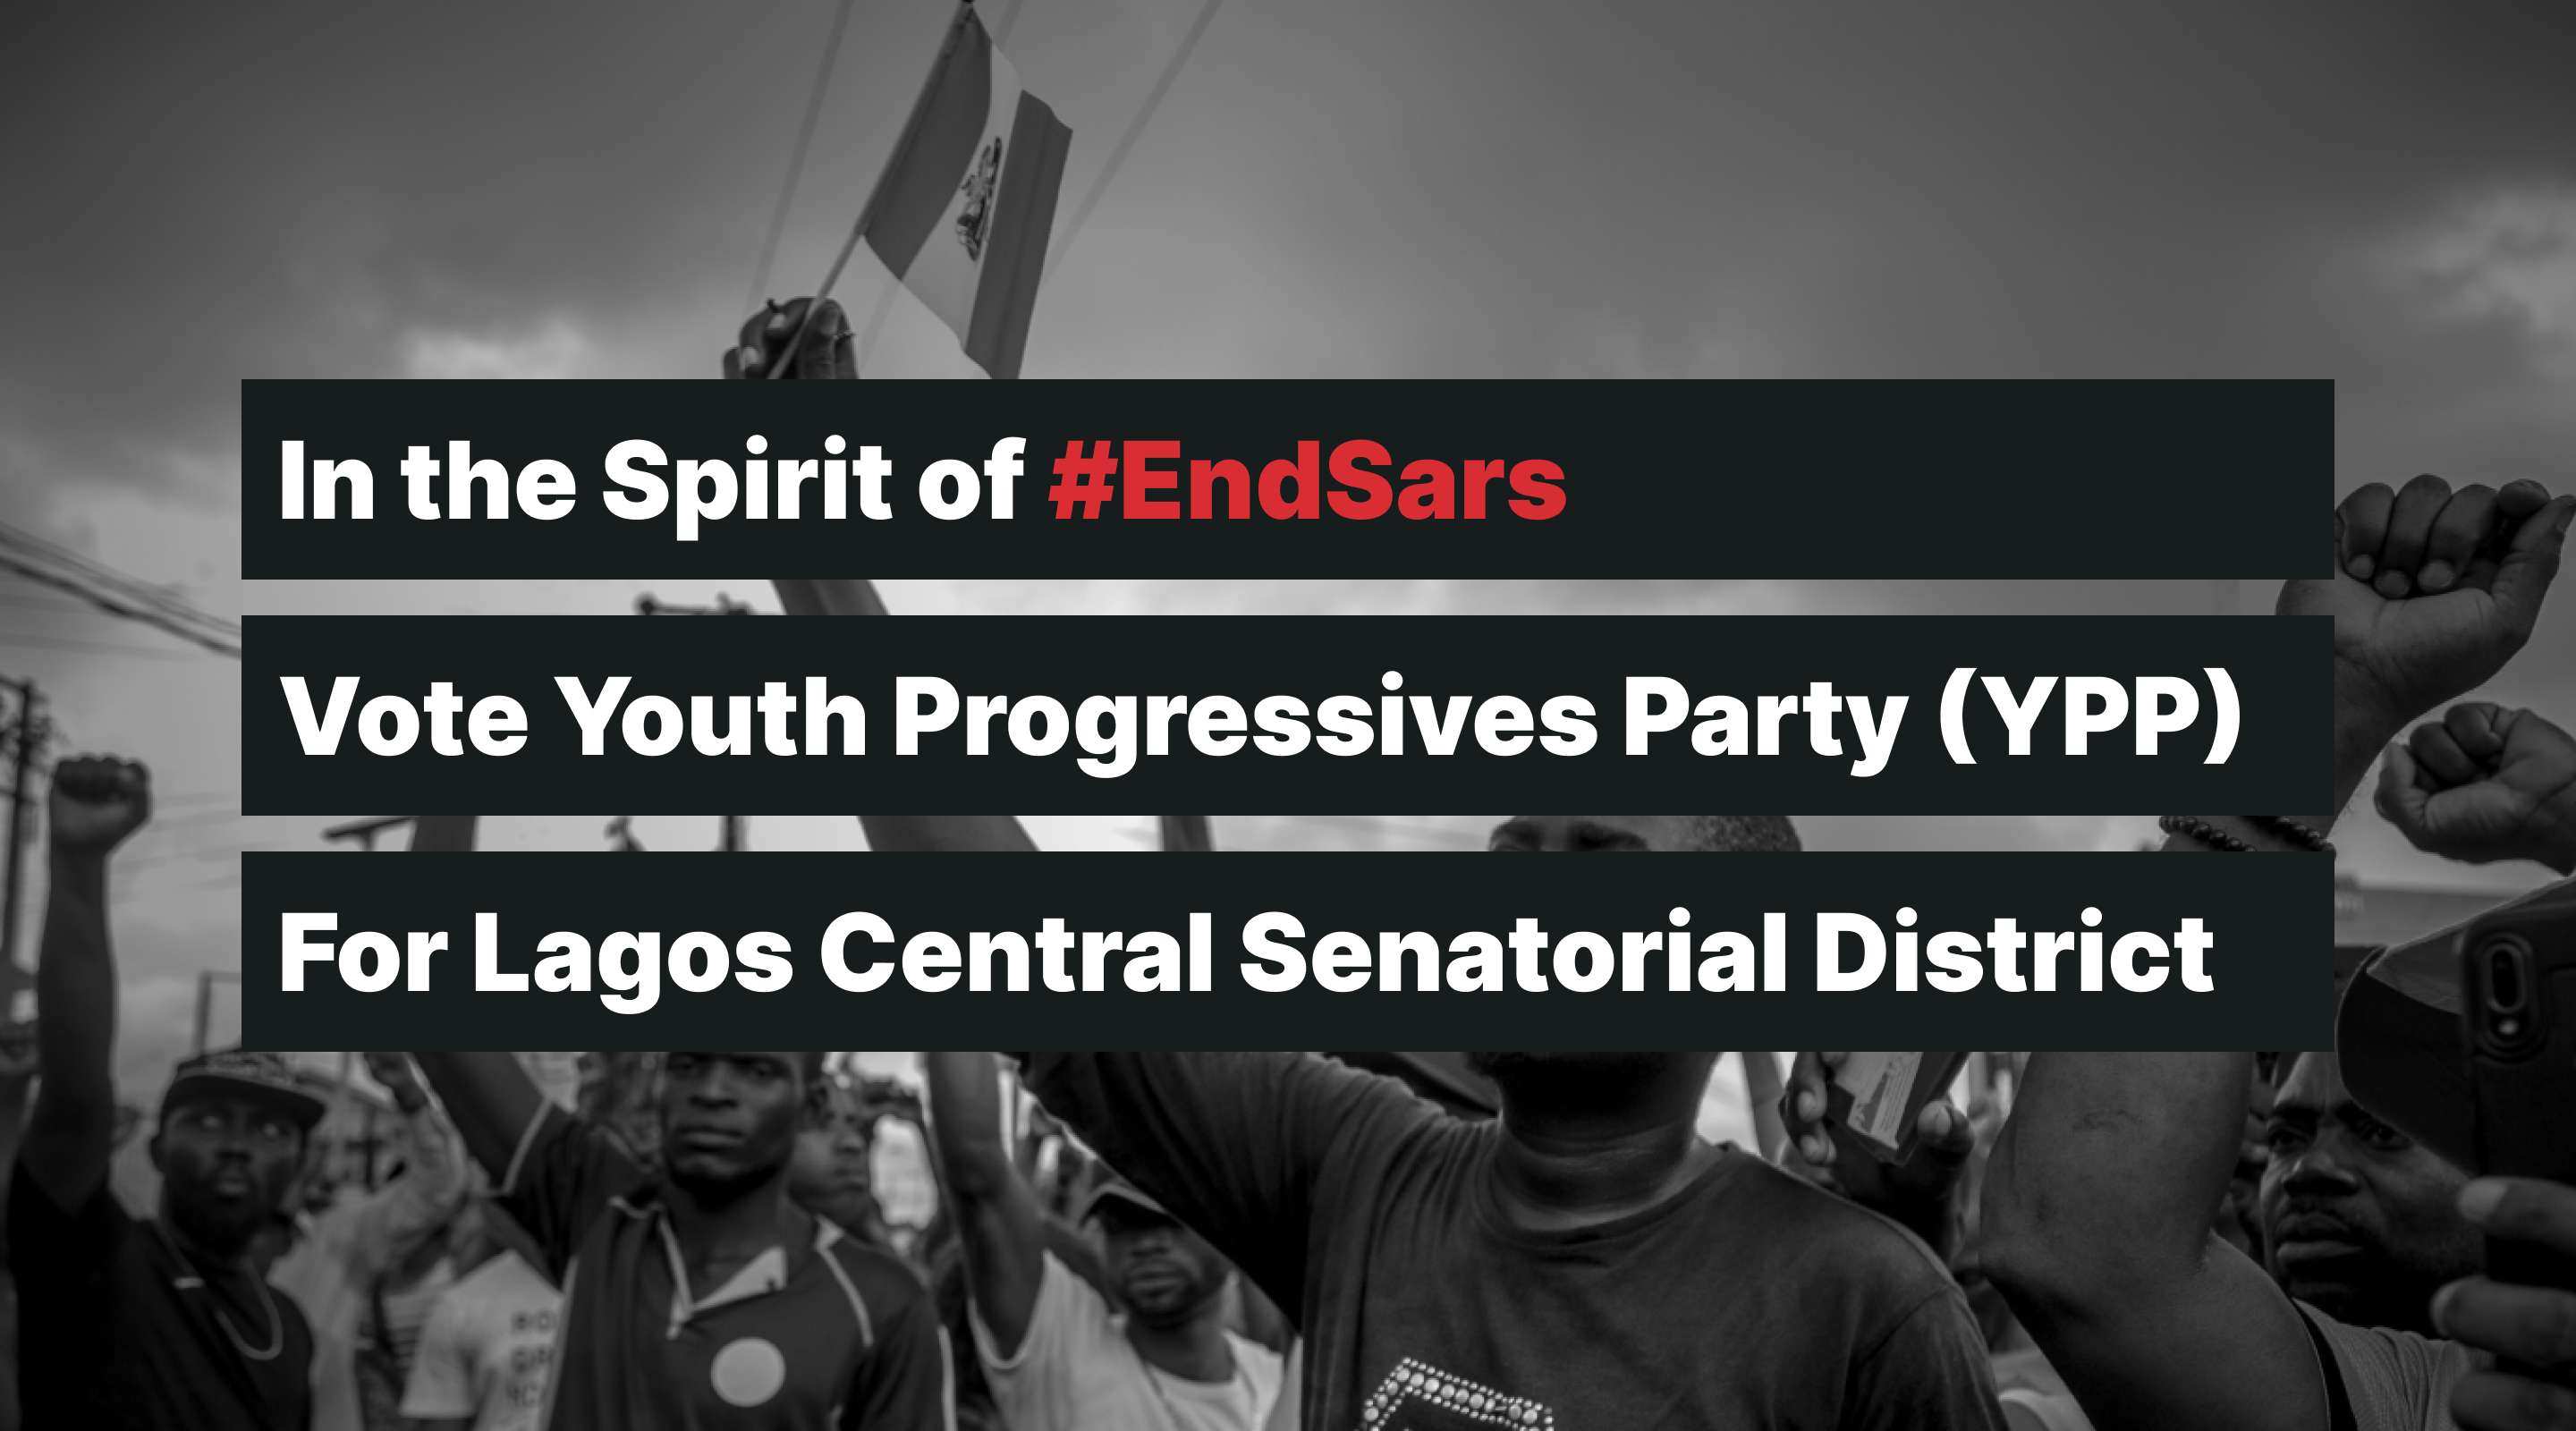 In the Spirit of #EndSars
Vote Youth Progressives Party (YPP)
For Lagos Central Senatorial District